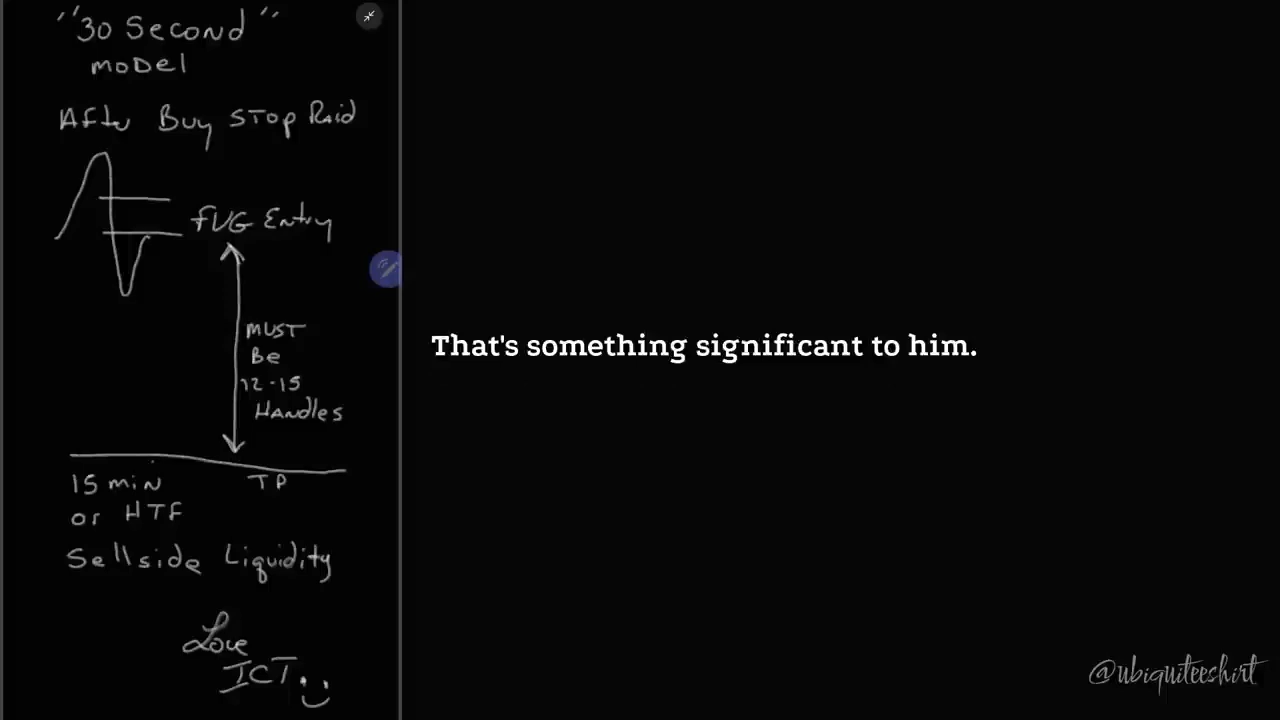 "30 Second"
model
After Buy STop Raid
FVG Entry
MUST
Be
12-15
HANdles
15 min
or HTF
TP
Sellside Liquidity
Love
ICT
That's something significant to him.
@ubiquiteeshirt